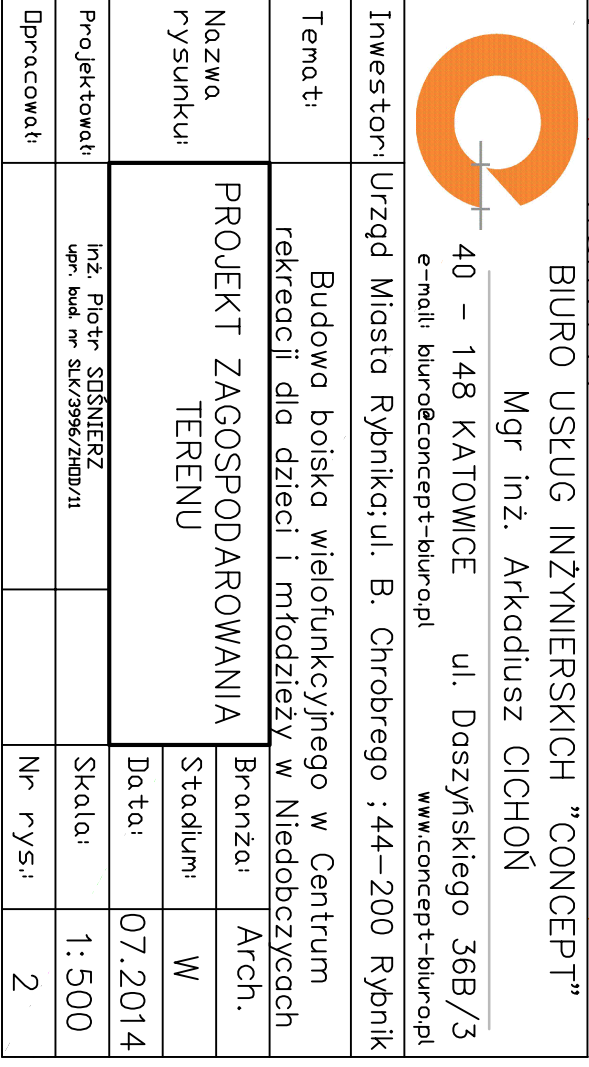 BIURO USŁUG INŻYNIERSKICH "CONCEPT"
Mgr inż. Arkadiusz CICHOŃ
40 - 148 KATOWICE ul. Daszyńskiego 36B/3
e-mail: biuro@concept-biuro.pl www.concept-biuro.pl
Inwestor: Urząd Miasta Rybnika; ul. B. Chrobrego ; 44-200 Rybnik
Temat:
Budowa boiska wielofunkcyjnego w Centrum
rekreacji dla dzieci i młodzieży w Niedobczycach
Nazwa
rysunku:
PROJEKT ZAGOSPODAROWANIA
TERENU
Branża: Arch.
Stadium: W
Data: 07.2014
Projektował:
inż. Piotr SOŚNIERZ
upr. bud. nr SLK/3996/ZHOD/11
Skala: 1:500
Opracował:
Nr rys.: 2